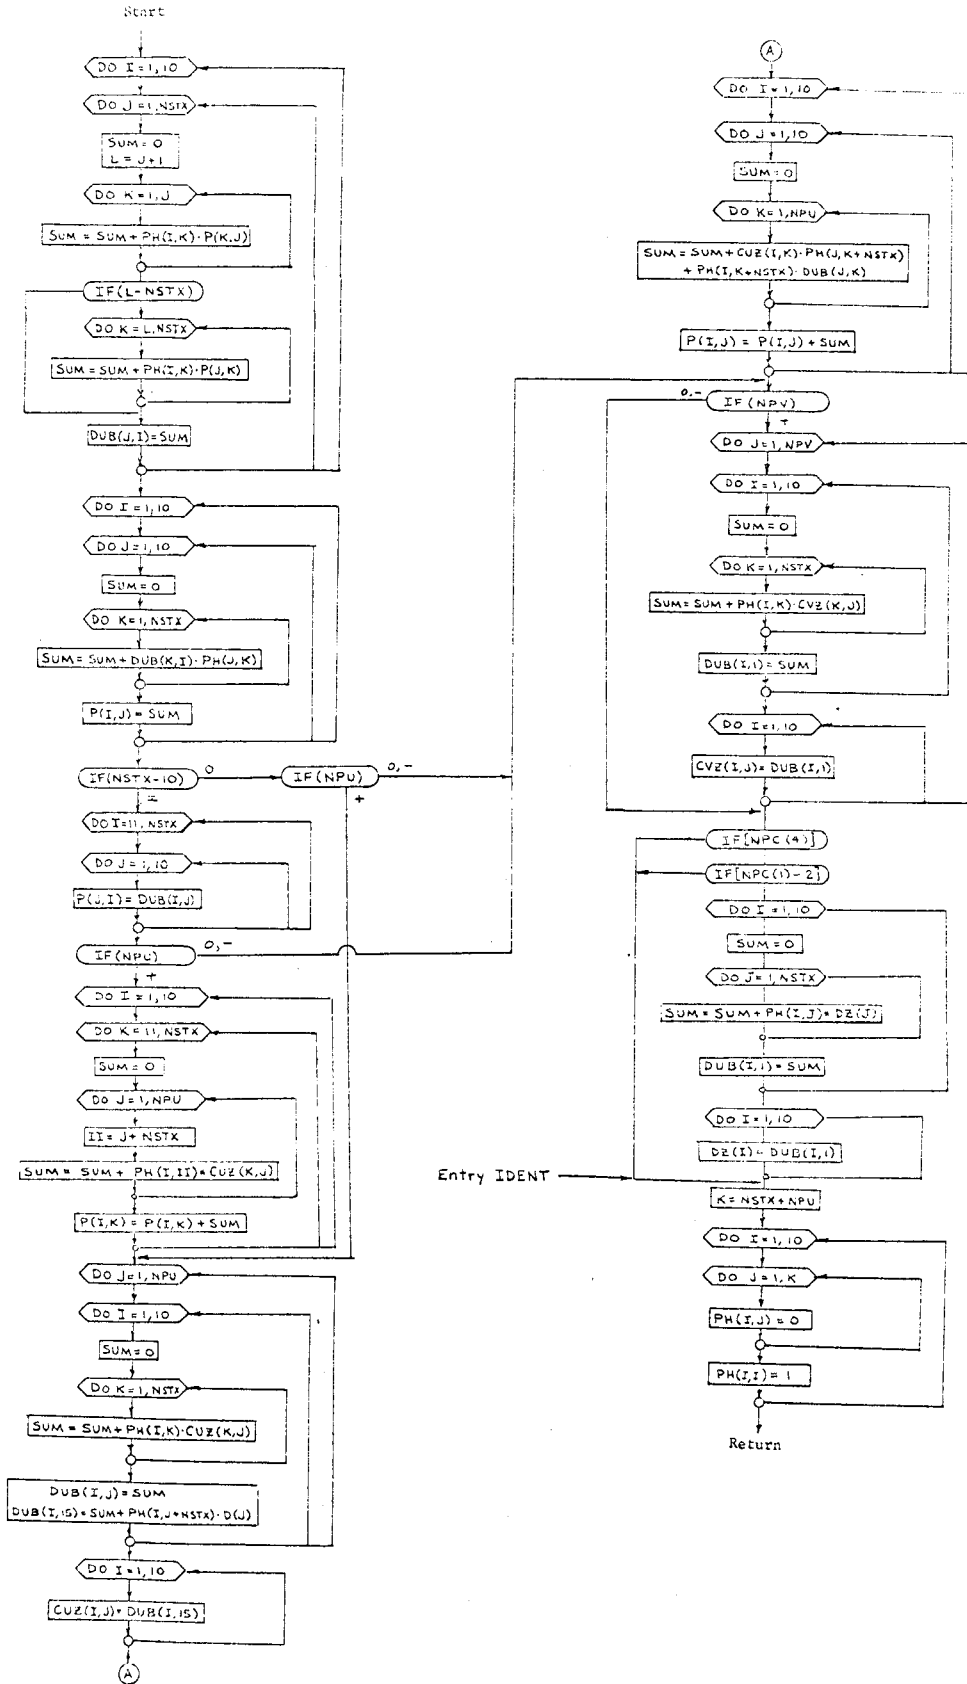 Start
DO I=1,10
DO J=1,NSTX
SUM=0
L=J+1
DO K=1,J
SUM=SUM+PH(I,K)·P(K,J)
IF(L-NSTX)
DO K=L,NSTX
SUM=SUM+PH(I,K)·P(J,K)
DUB(J,I)=SUM
DO I=1,10
DO J=1,10
SUM=0
DO K=1,NSTX
SUM=SUM+DUB(K,I)·PH(J,K)
P(I,J)=SUM
IF(NSTX-10)
0
IF(NPU)
0,-
+
=
DO I=11,NSTX
DO J=1,10
P(J,I)=DUB(I,J)
IF(NPU)
0,-
+
DO I=1,10
DO K=11,NSTX
SUM=0
DO J=1,NPU
II=J+NSTX
SUM=SUM+PH(I,II)*CUZ(K,J)
P(I,K)=P(I,K)+SUM
DO J=1,NPU
DO I=1,10
SUM=0
DO K=1,NSTX
SUM=SUM+PH(I,K)·CUZ(K,J)
DUB(I,J)=SUM
DUB(I,15)=SUM+PH(I,J+NSTX)·D(J)
DO I=1,10
CUZ(I,J)=DUB(I,15)
A
A
DO I=1,10
DO J=1,10
SUM=0
DO K=1,NPU
SUM=SUM+CUZ(I,K)·PH(J,K+NSTX)
+PH(I,K+NSTX)·DUB(J,K)
P(I,J)=P(I,J)+SUM
0,-
IF(NPV)
+
DO J=1,NPV
DO I=1,10
SUM=0
DO K=1,NSTX
SUM=SUM+PH(I,K)·CVZ(K,J)
DUB(I,1)=SUM
DO I=1,10
CVZ(I,J)=DUB(I,1)
IF[NPC(4)]
IF[NPC(1)-2]
DO I=1,10
SUM=0
DO J=1,NSTX
SUM=SUM+PH(I,J)*DZ(J)
DUB(I,1)=SUM
DO I=1,10
DZ(I)=DUB(I,1)
Entry IDENT
K=NSTX+NPU
DO I=1,10
DO J=1,K
PH(I,J)=0
PH(I,I)=1
Return